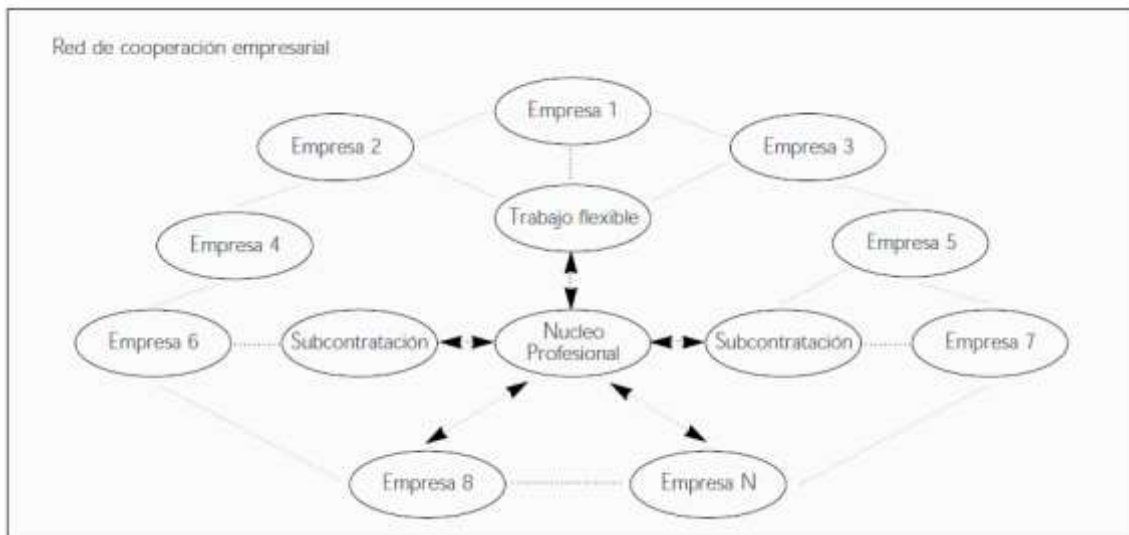 Red de cooperación empresarial
Empresa 1
Empresa 2
Empresa 3
Trabajo flexible
Empresa 4
Empresa 5
Empresa 6
Subcontratación
Nucleo
Profesional
Subcontratación
Empresa 7
Empresa 8
Empresa N